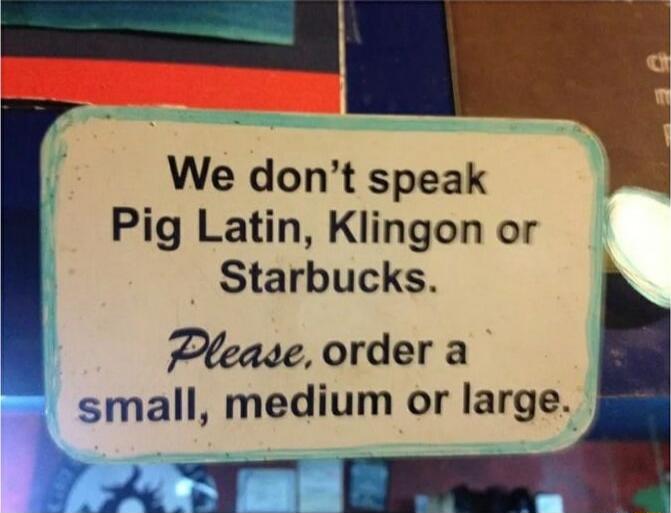 We don't speak
Pig Latin, Klingon or
Starbucks.
Please, order a
small, medium or large.